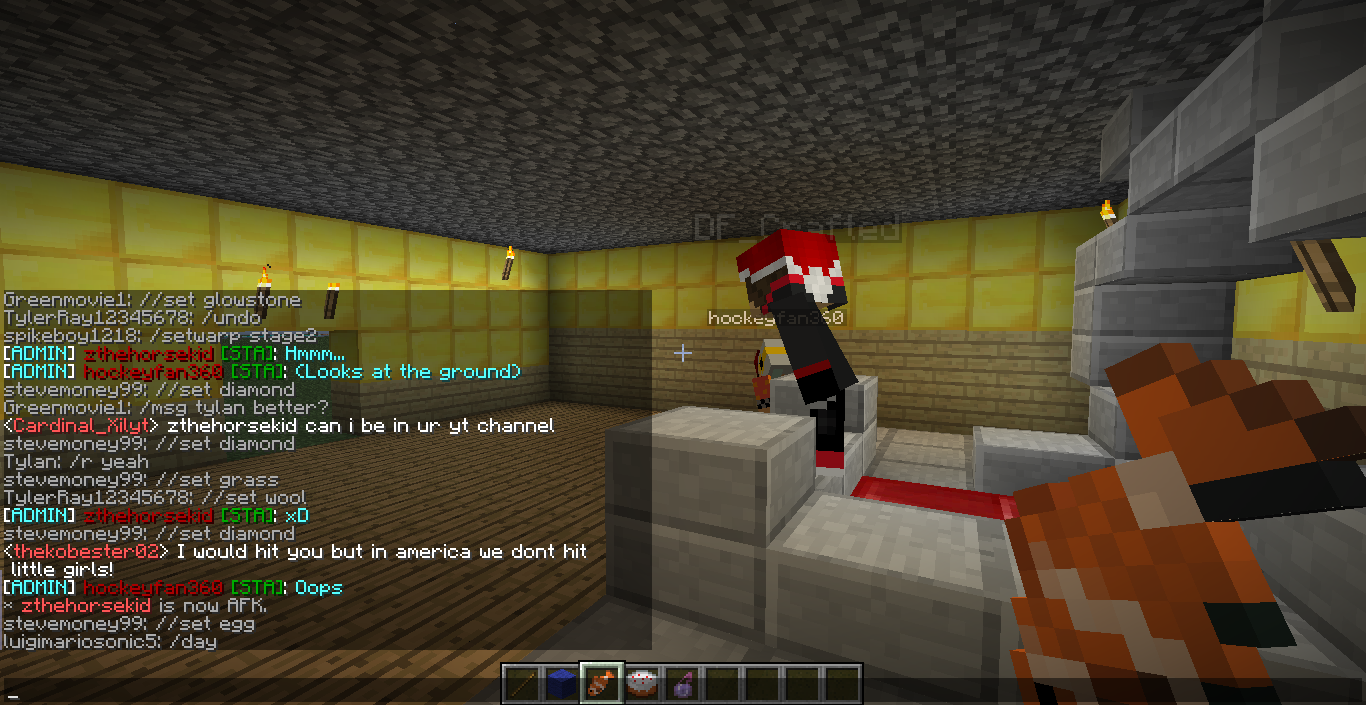 DF_Crafted
hockeyfan360
Greenmovie1: //set glowstone
TylerRay12345678: /undo
spikeboy1218: /setwarp stage2
[ADMIN] zthehorsekid [STA]: Hmmm...
[ADMIN] hockeyfan360 [STA]: (Looks at the ground)
stevemoney99: //set diamond
Greenmovie1: /msg tylan better?
<Cardinal_Xilyt> zthehorsekid can i be in ur yt channel
stevemoney99: //set diamond
Tylan: /r yeah
stevemoney99: //set grass
TylerRay12345678: //set wool
[ADMIN] zthehorsekid [STA]: xD
stevemoney99: //set diamond
<thekobester02> I would hit you but in america we dont hit
little girls!
[ADMIN] hockeyfan360 [STA]: Oops
* zthehorsekid is now AFK.
stevemoney99: //set egg
luigimariosonic5: /day
_